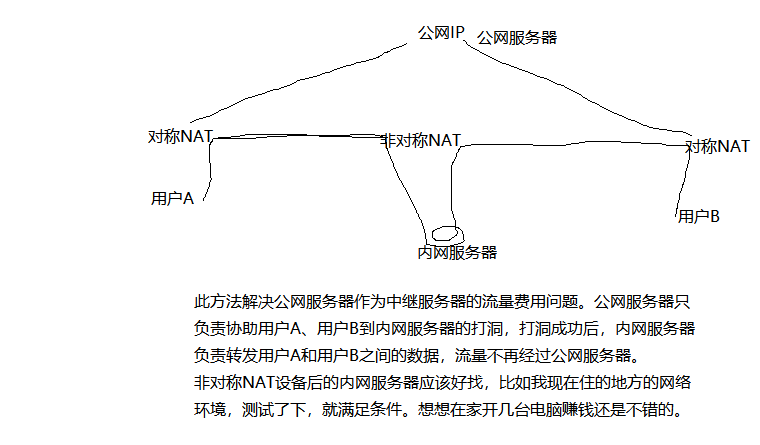 公网IP 公网服务器
对称NAT 非对称NAT 对称NAT
用户A 用户B
内网服务器
此方法解决公网服务器作为中继服务器的流量费用问题。公网服务器只
负责协助用户A、用户B到内网服务器的打洞，打洞成功后，内网服务器
负责转发用户A和用户B之间的数据，流量不再经过公网服务器。
非对称NAT设备后的内网服务器应该好找，比如我现在住的地方的网络
环境，测试了下，就满足条件。想想在家开几台电脑赚钱还是不错的。